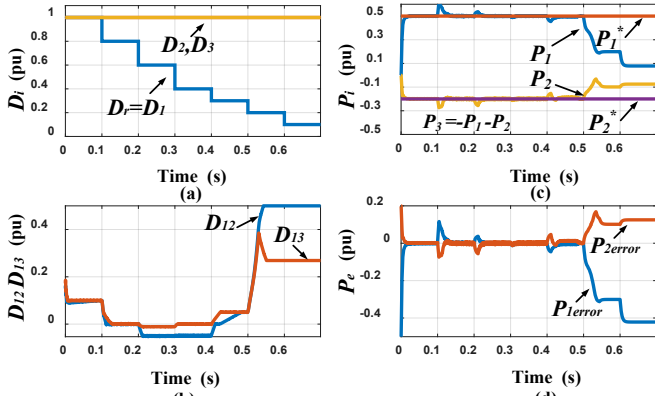 1
0.8
0.6
0.4
0.2
0
D_i (pu)
D_2,D_3
D_r=D_1
0 0.1 0.2 0.3 0.4 0.5 0.6
Time (s)
(a)
0.5
0.3
0.1
-0.1
-0.3
-0.5
P_i (pu)
P_1 P_1^*
P_2
P_3=-P_1-P_2 P_2^*
0 0.1 0.2 0.3 0.4 0.5 0.6
Time (s)
(c)
0.4
0.2
0
D_12 D_13 (pu)
D_12
D_13
0 0.1 0.2 0.3 0.4 0.5 0.6
Time (s)
(b)
0.2
0
-0.2
-0.4
P_e (pu)
P_2error
P_1error
0 0.1 0.2 0.3 0.4 0.5 0.6
Time (s)
(d)